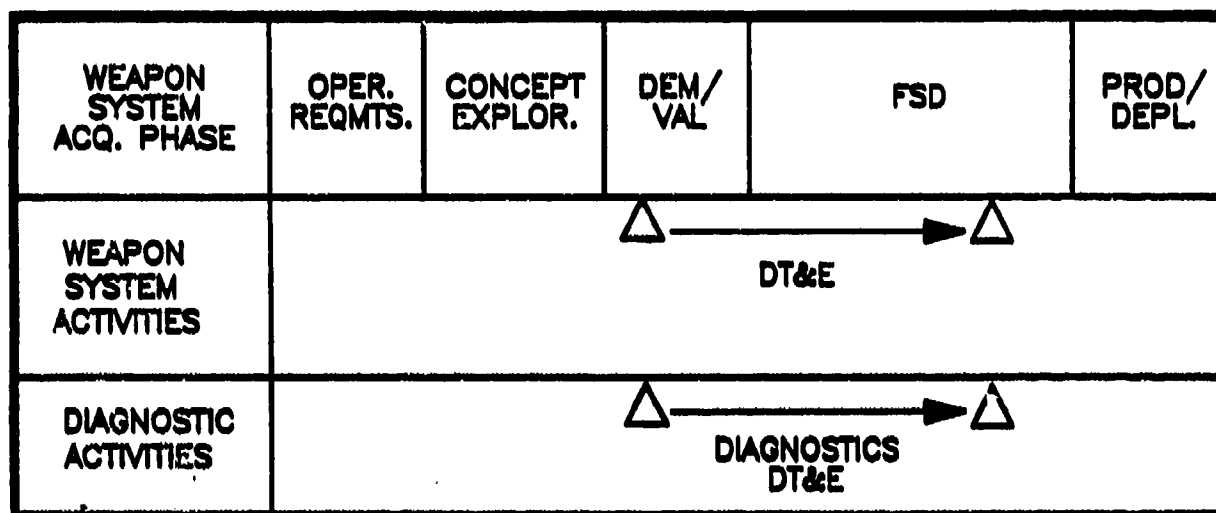 WEAPON
SYSTEM
ACQ. PHASE
OPER.
REQMTS.
CONCEPT
EXPLOR.
DEM/
VAL
FSD
PROD/
DEPL.
WEAPON
SYSTEM
ACTIVITIES
DT&E
DIAGNOSTIC
ACTIVITIES
DIAGNOSTICS
DT&E